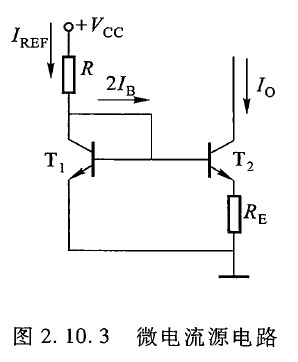 +V_CC
I_REF
R
2I_B
I_O
T_1
T_2
R_E
图 2.10.3 微电流源电路